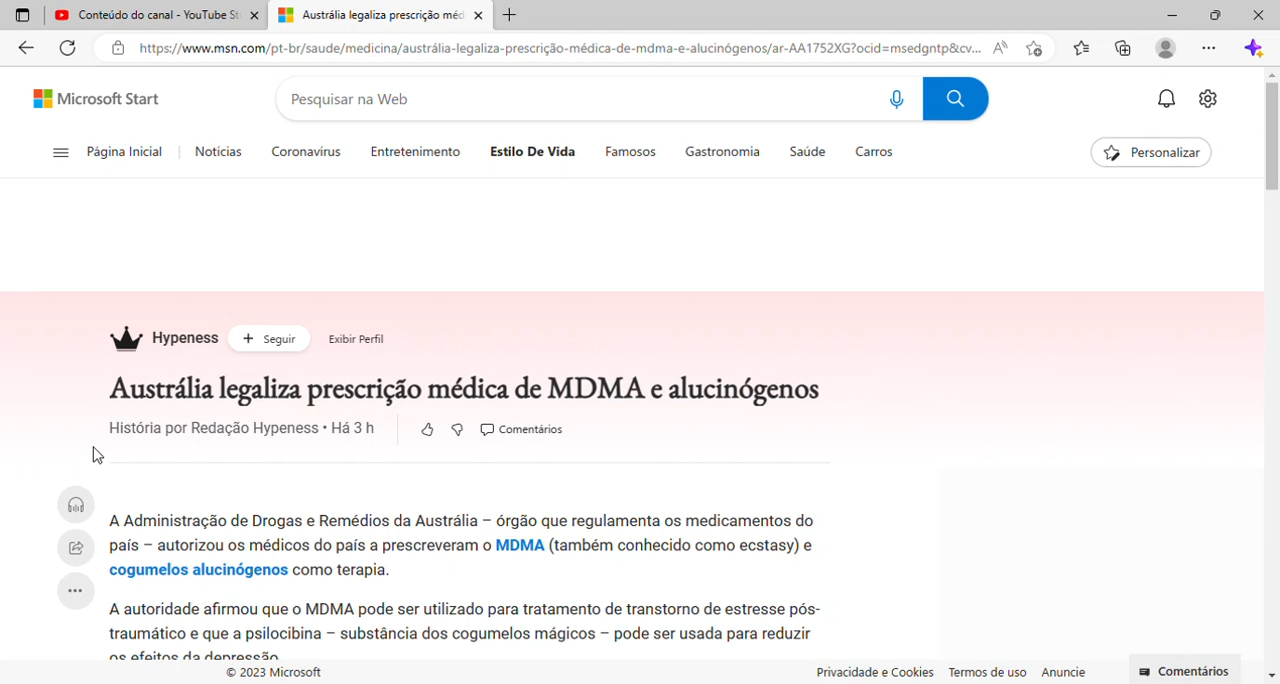 Conteúdo do canal - YouTube St
Austrália legaliza prescrição méd
https://www.msn.com/pt-br/saude/medicina/austrália-legaliza-prescrição-médica-de-mdma-e-alucinógenos/ar-AA1752XG?ocid=msedgntp&cv...
Microsoft Start
Pesquisar na Web
Página Inicial
Notícias
Coronavírus
Entretenimento
Estilo De Vida
Famosos
Gastronomia
Saúde
Carros
Personalizar
Hypeness
+ Seguir
Exibir Perfil
Austrália legaliza prescrição médica de MDMA e alucinógenos
História por Redação Hypeness • Há 3 h
Comentários
A Administração de Drogas e Remédios da Austrália – órgão que regulamenta os medicamentos do
país – autorizou os médicos do país a prescreveram o MDMA (também conhecido como ecstasy) e
cogumelos alucinógenos como terapia.
A autoridade afirmou que o MDMA pode ser utilizado para tratamento de transtorno de estresse pós-
traumático e que a psilocibina – substância dos cogumelos mágicos – pode ser usada para reduzir
os efeitos da depressão
© 2023 Microsoft
Privacidade e Cookies
Termos de uso
Anuncie
Comentários